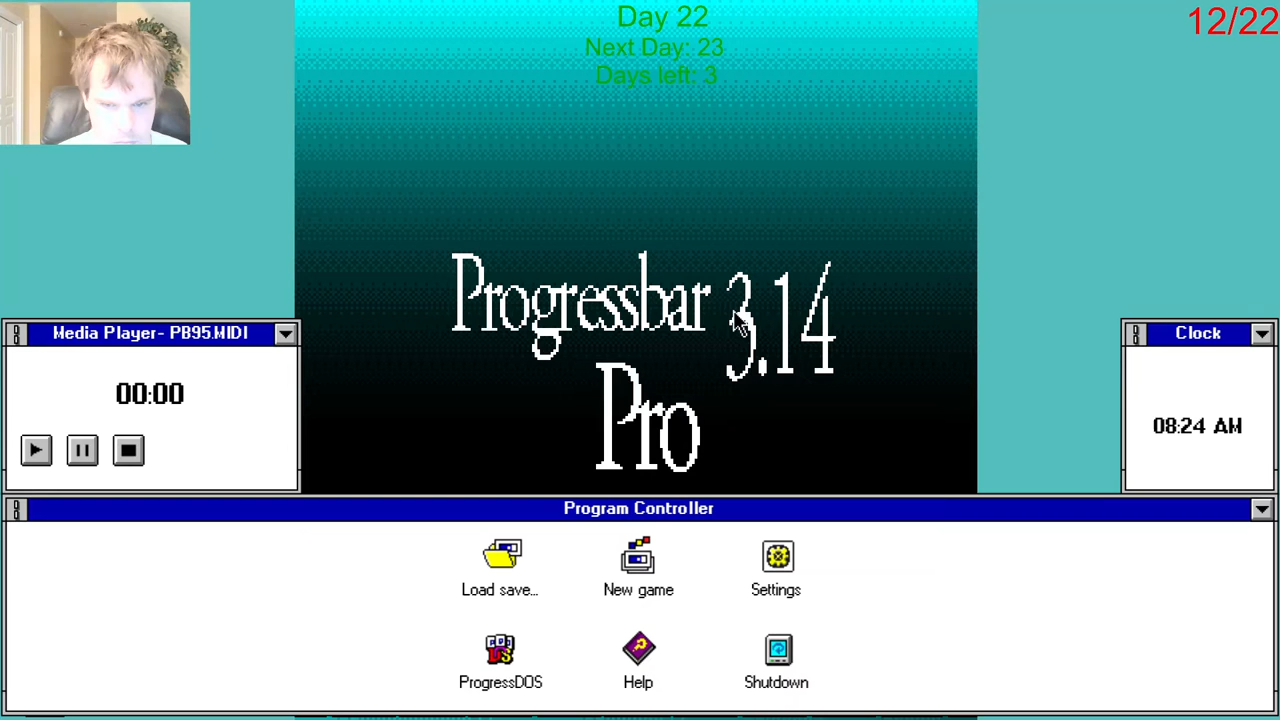 Day 22
Next Day: 23
Days left: 3
12/22
Progressbar 3.14
Pro
Media Player- PB95.MIDI
00:00
Clock
08:24 AM
Program Controller
Load save...
New game
Settings
ProgressDOS
Help
Shutdown